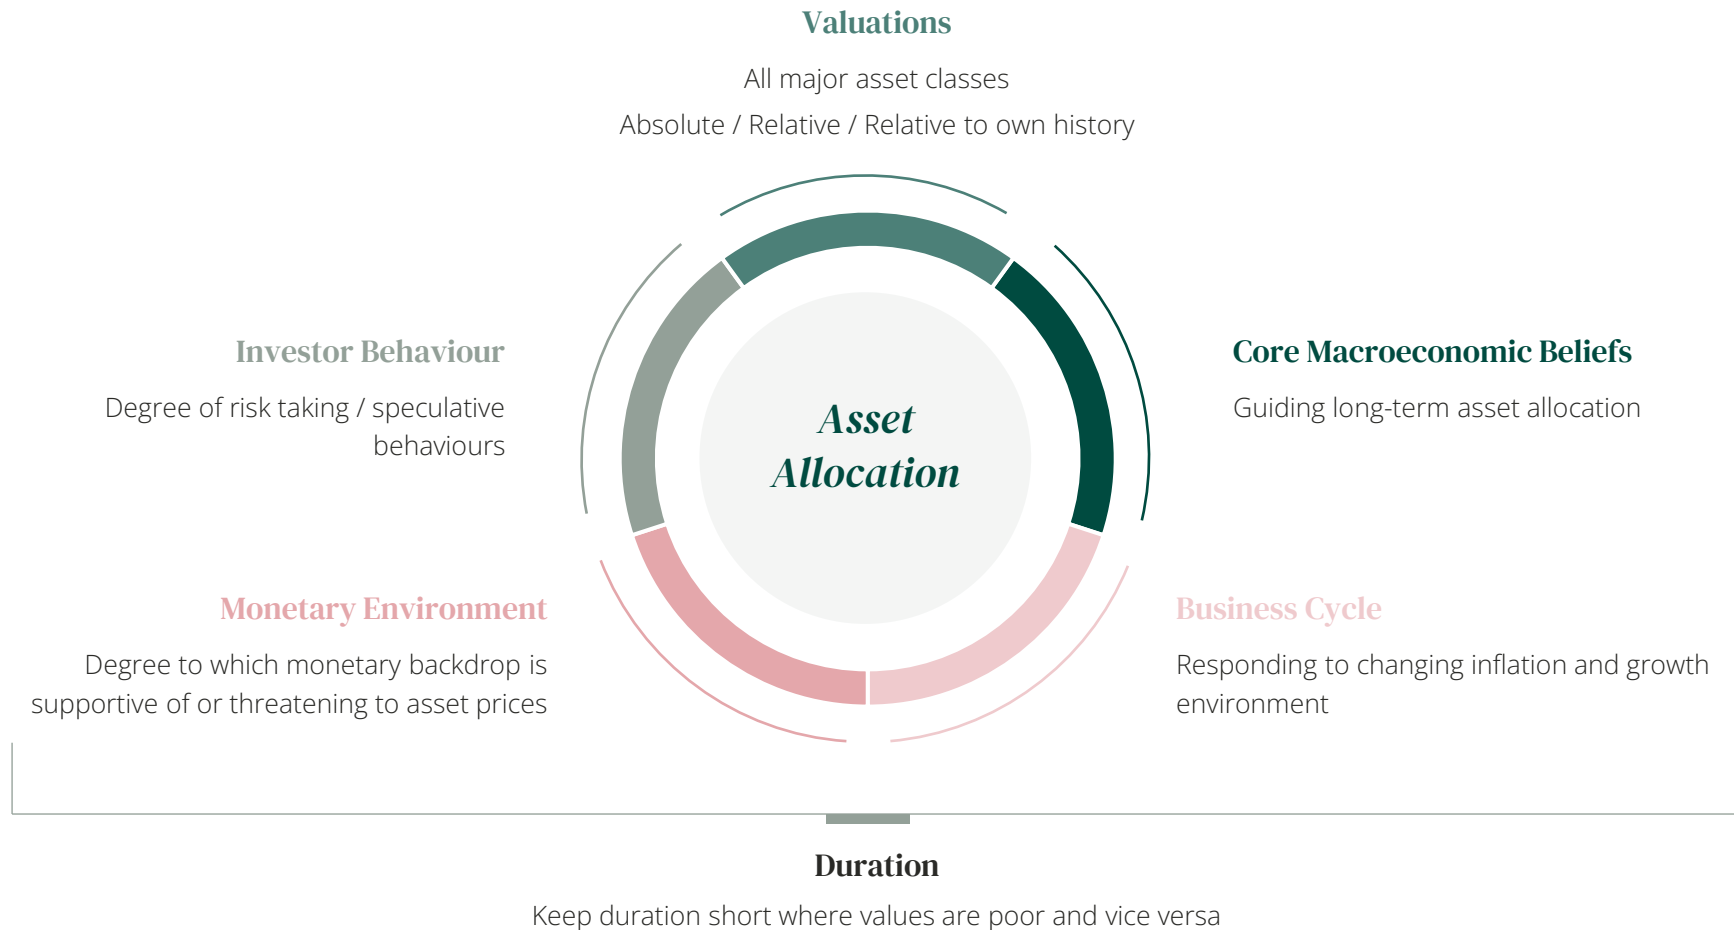 Valuations
All major asset classes
Absolute / Relative / Relative to own history
Investor Behaviour
Degree of risk taking / speculative
behaviours
Asset
Allocation
Core Macroeconomic Beliefs
Guiding long-term asset allocation
Monetary Environment
Degree to which monetary backdrop is
supportive of or threatening to asset prices
Business Cycle
Responding to changing inflation and growth
environment
Duration
Keep duration short where values are poor and vice versa